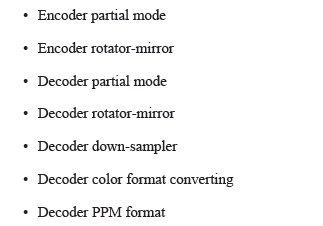 • Encoder partial mode
• Encoder rotator-mirror
• Decoder partial mode
• Decoder rotator-mirror
• Decoder down-sampler
• Decoder color format converting
• Decoder PPM format